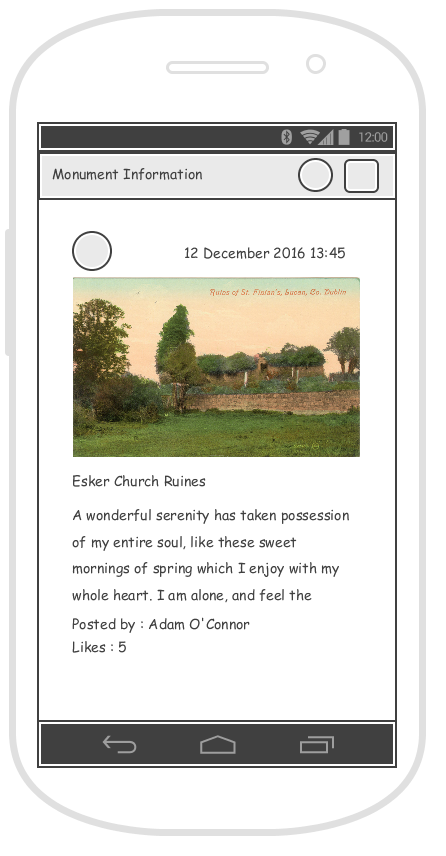 12:00
Monument Information
12 December 2016 13:45
Ruins of St. Finian's, Lucan, Co. Dublin
Esker Church Ruines
A wonderful serenity has taken possession
of my entire soul, like these sweet
mornings of spring which I enjoy with my
whole heart. I am alone, and feel the
Posted by : Adam O'Connor
Likes : 5